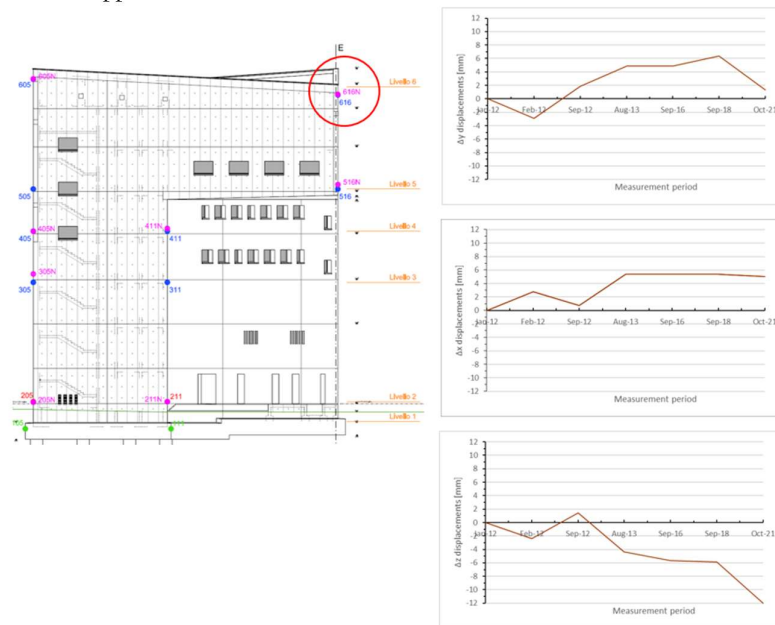 E
605N
605
Livello 6
616N
616
516N
516
Livello 5
505
405N
405
411N
411
Livello 4
305N
305
311
Livello 3
205
205N
211
211N
Livello 2
Livello 1
12
10
8
6
4
2
0
-2
-4
-6
-8
-10
-12
Δy displacements [mm]
Jan-12 Feb-12 Sep-12 Aug-13 Sep-16 Sep-18 Oct-21
Measurement period
12
10
8
6
4
2
0
-2
-4
-6
-8
-10
-12
Δx displacements [mm]
Jan-12 Feb-12 Sep-12 Aug-13 Sep-16 Sep-18 Oct-21
Measurement period
12
10
8
6
4
2
0
-2
-4
-6
-8
-10
-12
Δz displacements [mm]
Jan-12 Feb-12 Sep-12 Aug-13 Sep-16 Sep-18 Oct-21
Measurement period